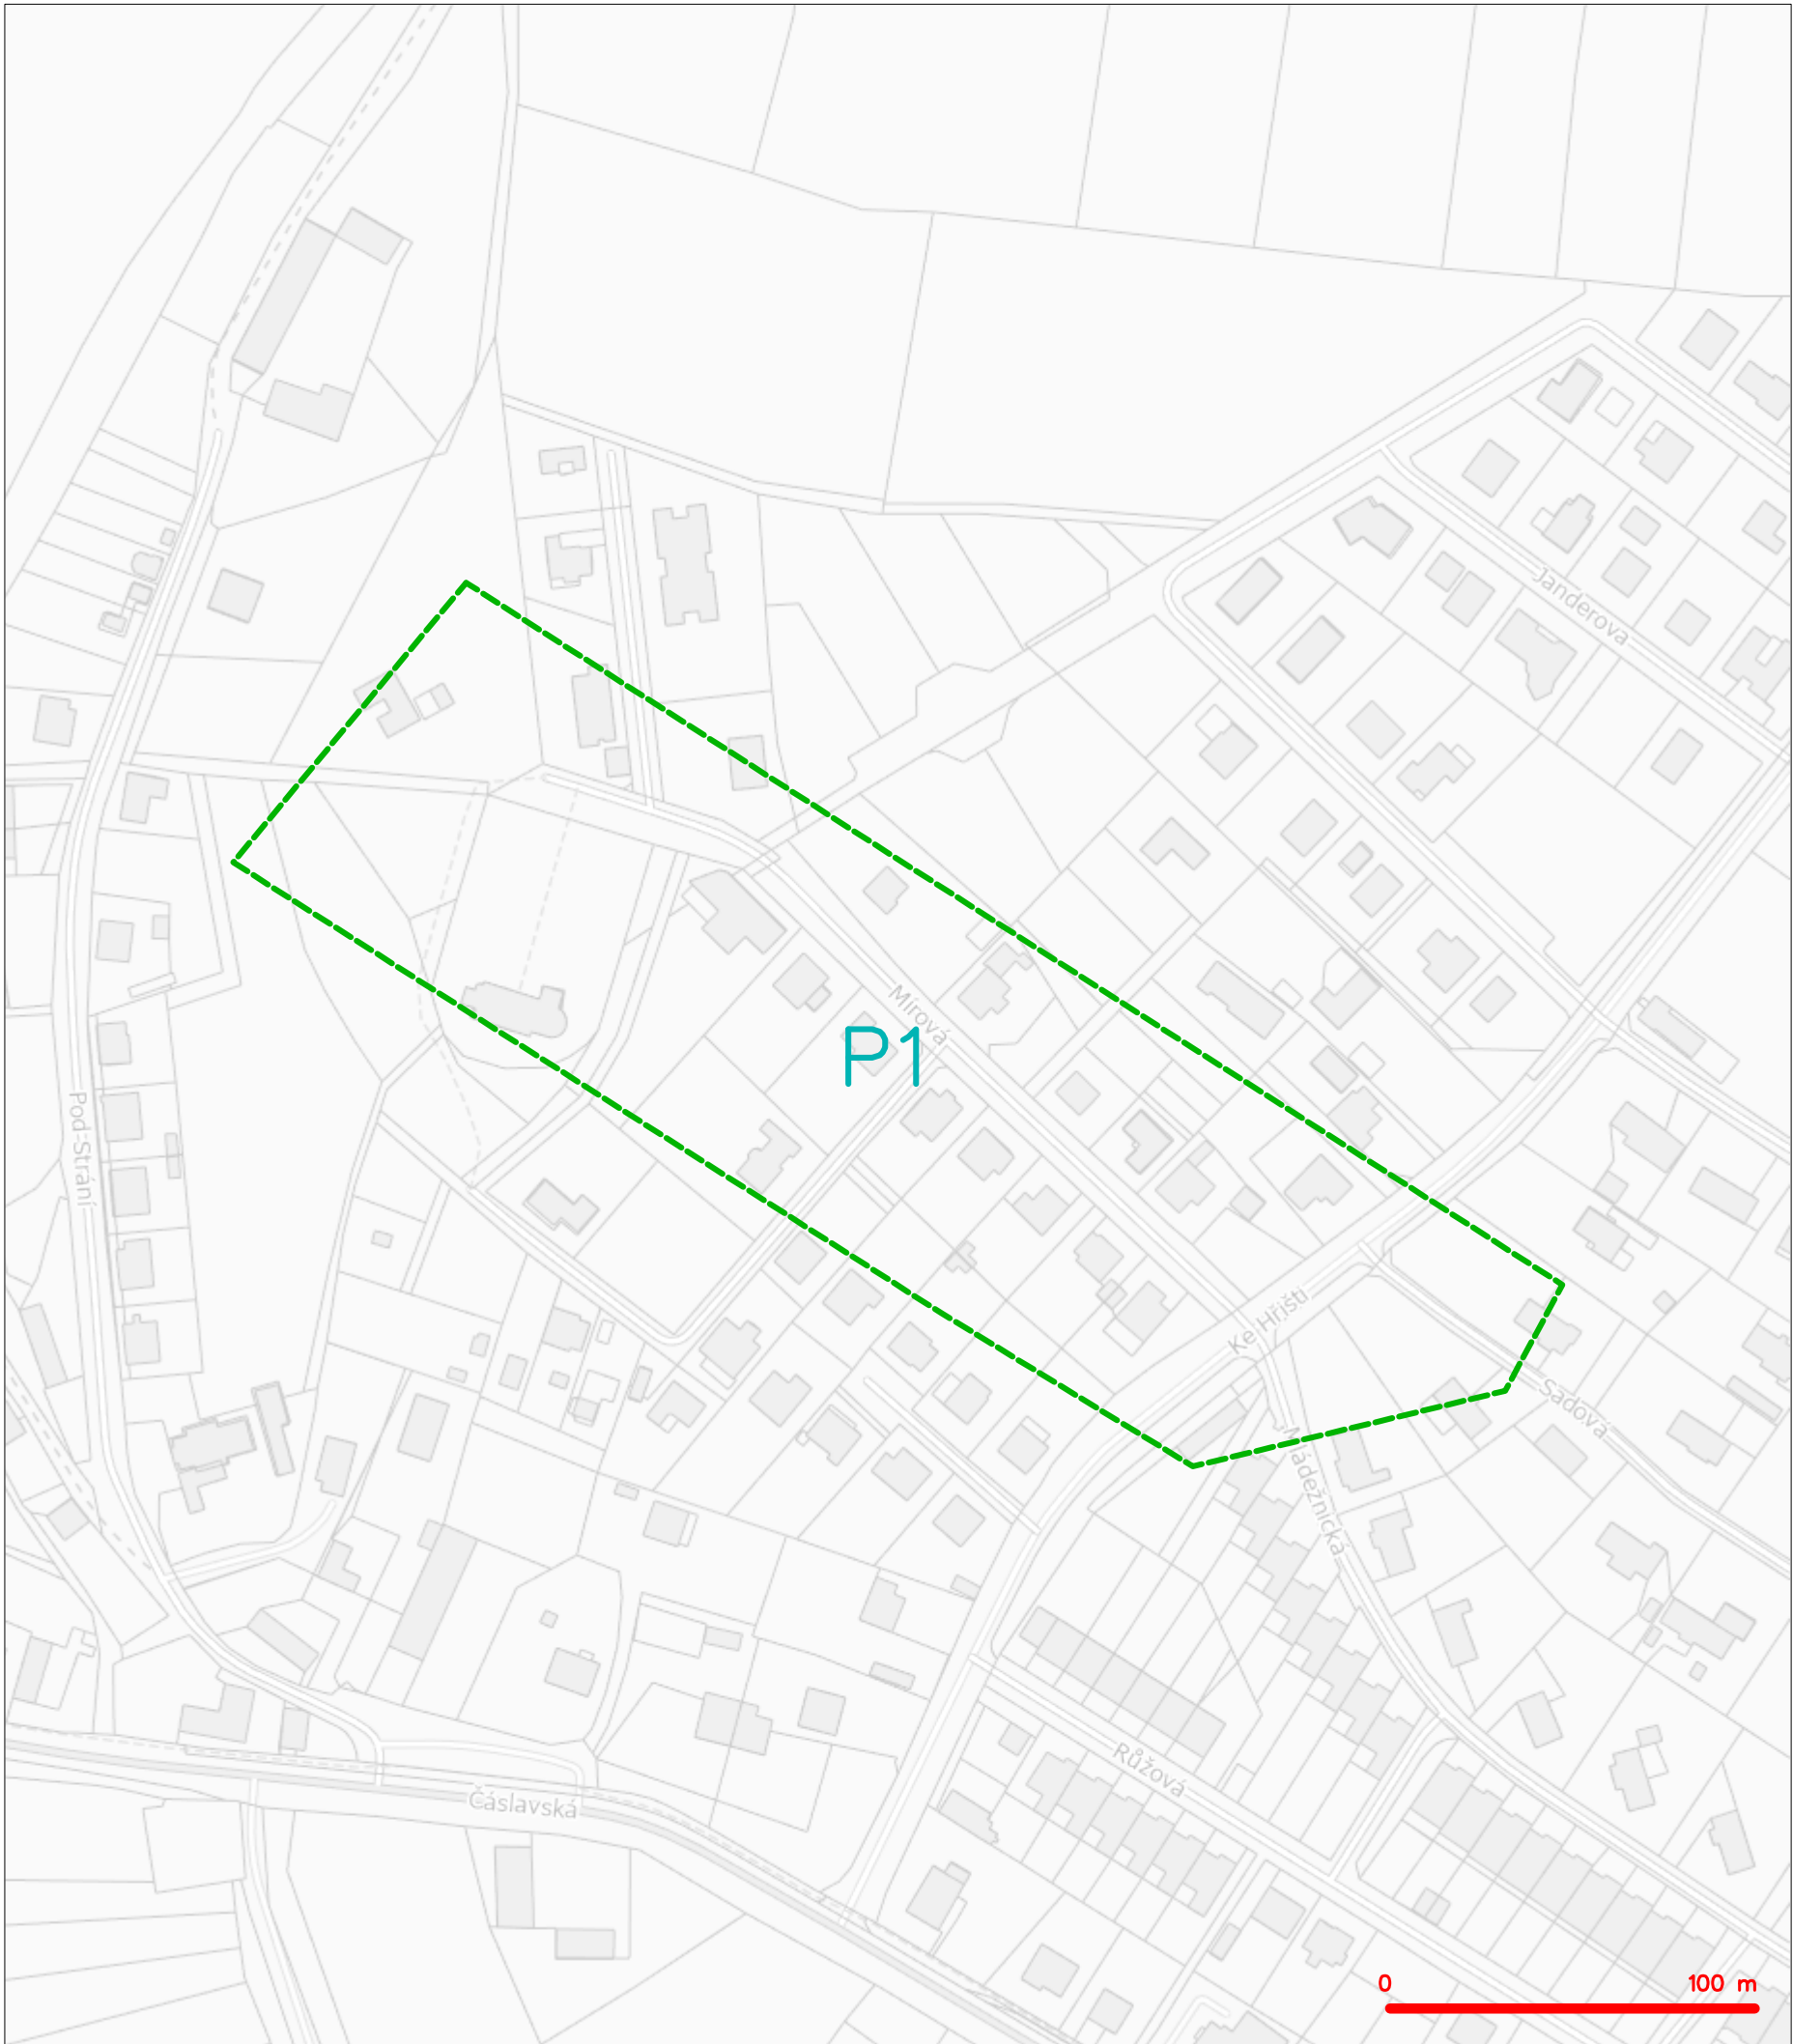 Janderova
Mírová
P1
Pod Strání
Ke Hřišti
Sadová
Mládežnická
Růžová
Čáslavská
0 100 m